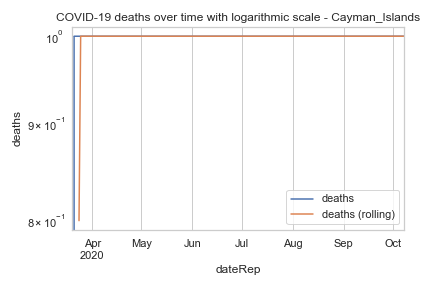 COVID-19 deaths over time with logarithmic scale - Cayman_Islands
10⁰
9 × 10⁻¹
8 × 10⁻¹
deaths
deaths
deaths (rolling)
Apr May Jun Jul Aug Sep Oct
2020
dateRep